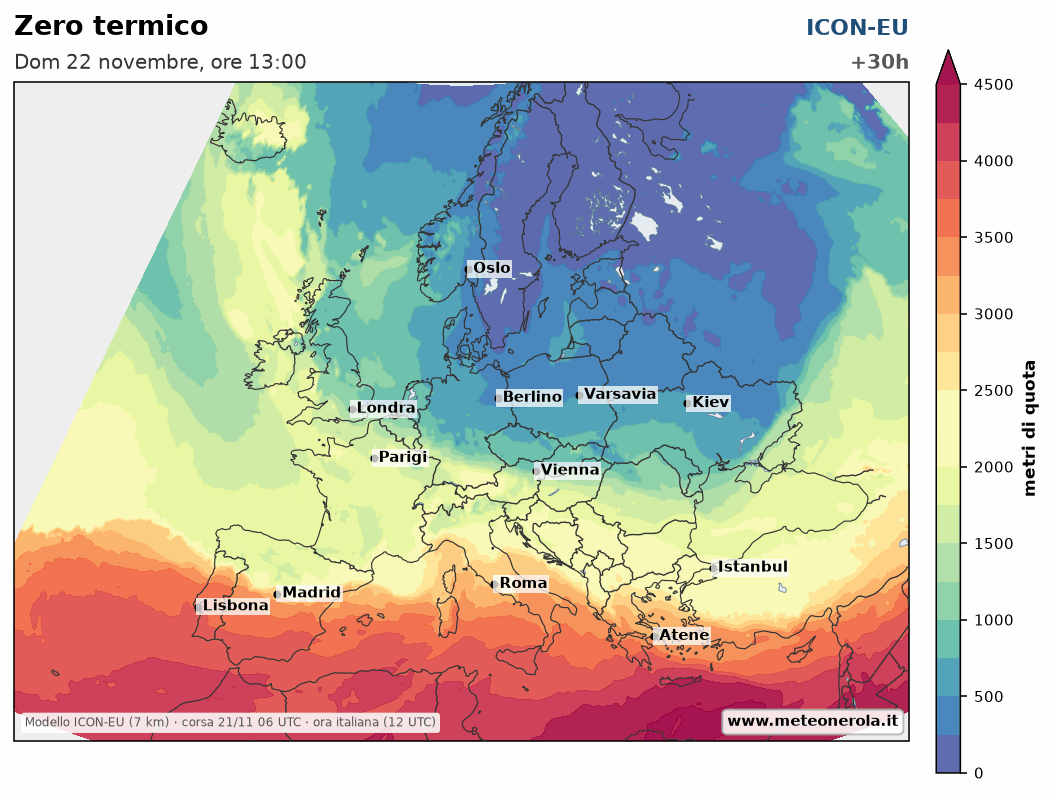 Zero termico
ICON-EU
Dom 22 novembre, ore 13:00
+30h
4500
4000
3500
3000
2500
2000
1500
1000
500
0
metri di quota
Oslo
Berlino
Varsavia
Kiev
Londra
Parigi
Vienna
Istanbul
Roma
Madrid
Lisbona
Atene
Modello ICON-EU (7 km) · corsa 21/11 06 UTC · ora italiana (12 UTC)
www.meteonerola.it